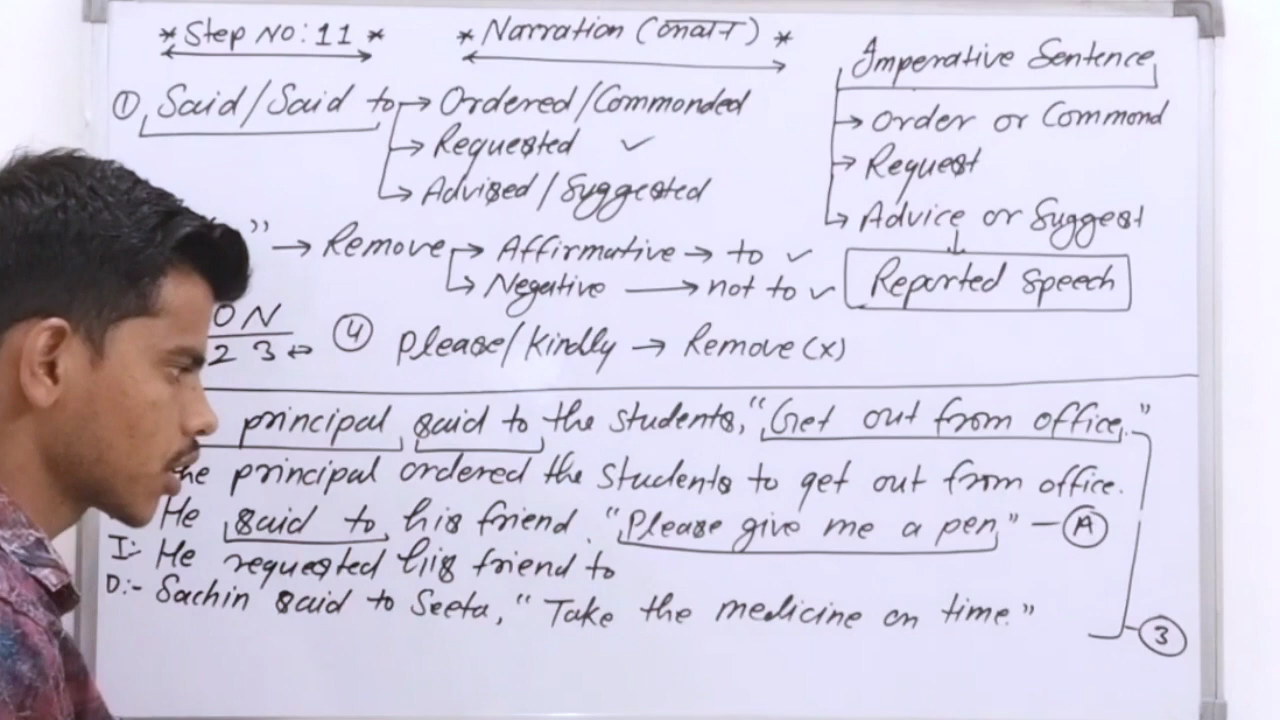 * Step No: 11 *
* Narration ( ) *
Imperative Sentence
→ Order or Commond
→ Request
→ Advice or Suggest
↓
Reported Speech
① Said/Said to → Ordered/Commonded
→ Requested ✓
→ Advised/Suggested
" → Remove → Affirmative → to ✓
→ Negative → not to ✓
ON
23
④ please/kindly → Remove (x)
principal said to the students, "Get out from office."
he principal ordered the students to get out from office.
He said to his friend. "Please give me a pen" — Ⓐ
I:- He requested his friend to
D:- Sachin said to Seeta, "Take the medicine on time."
③